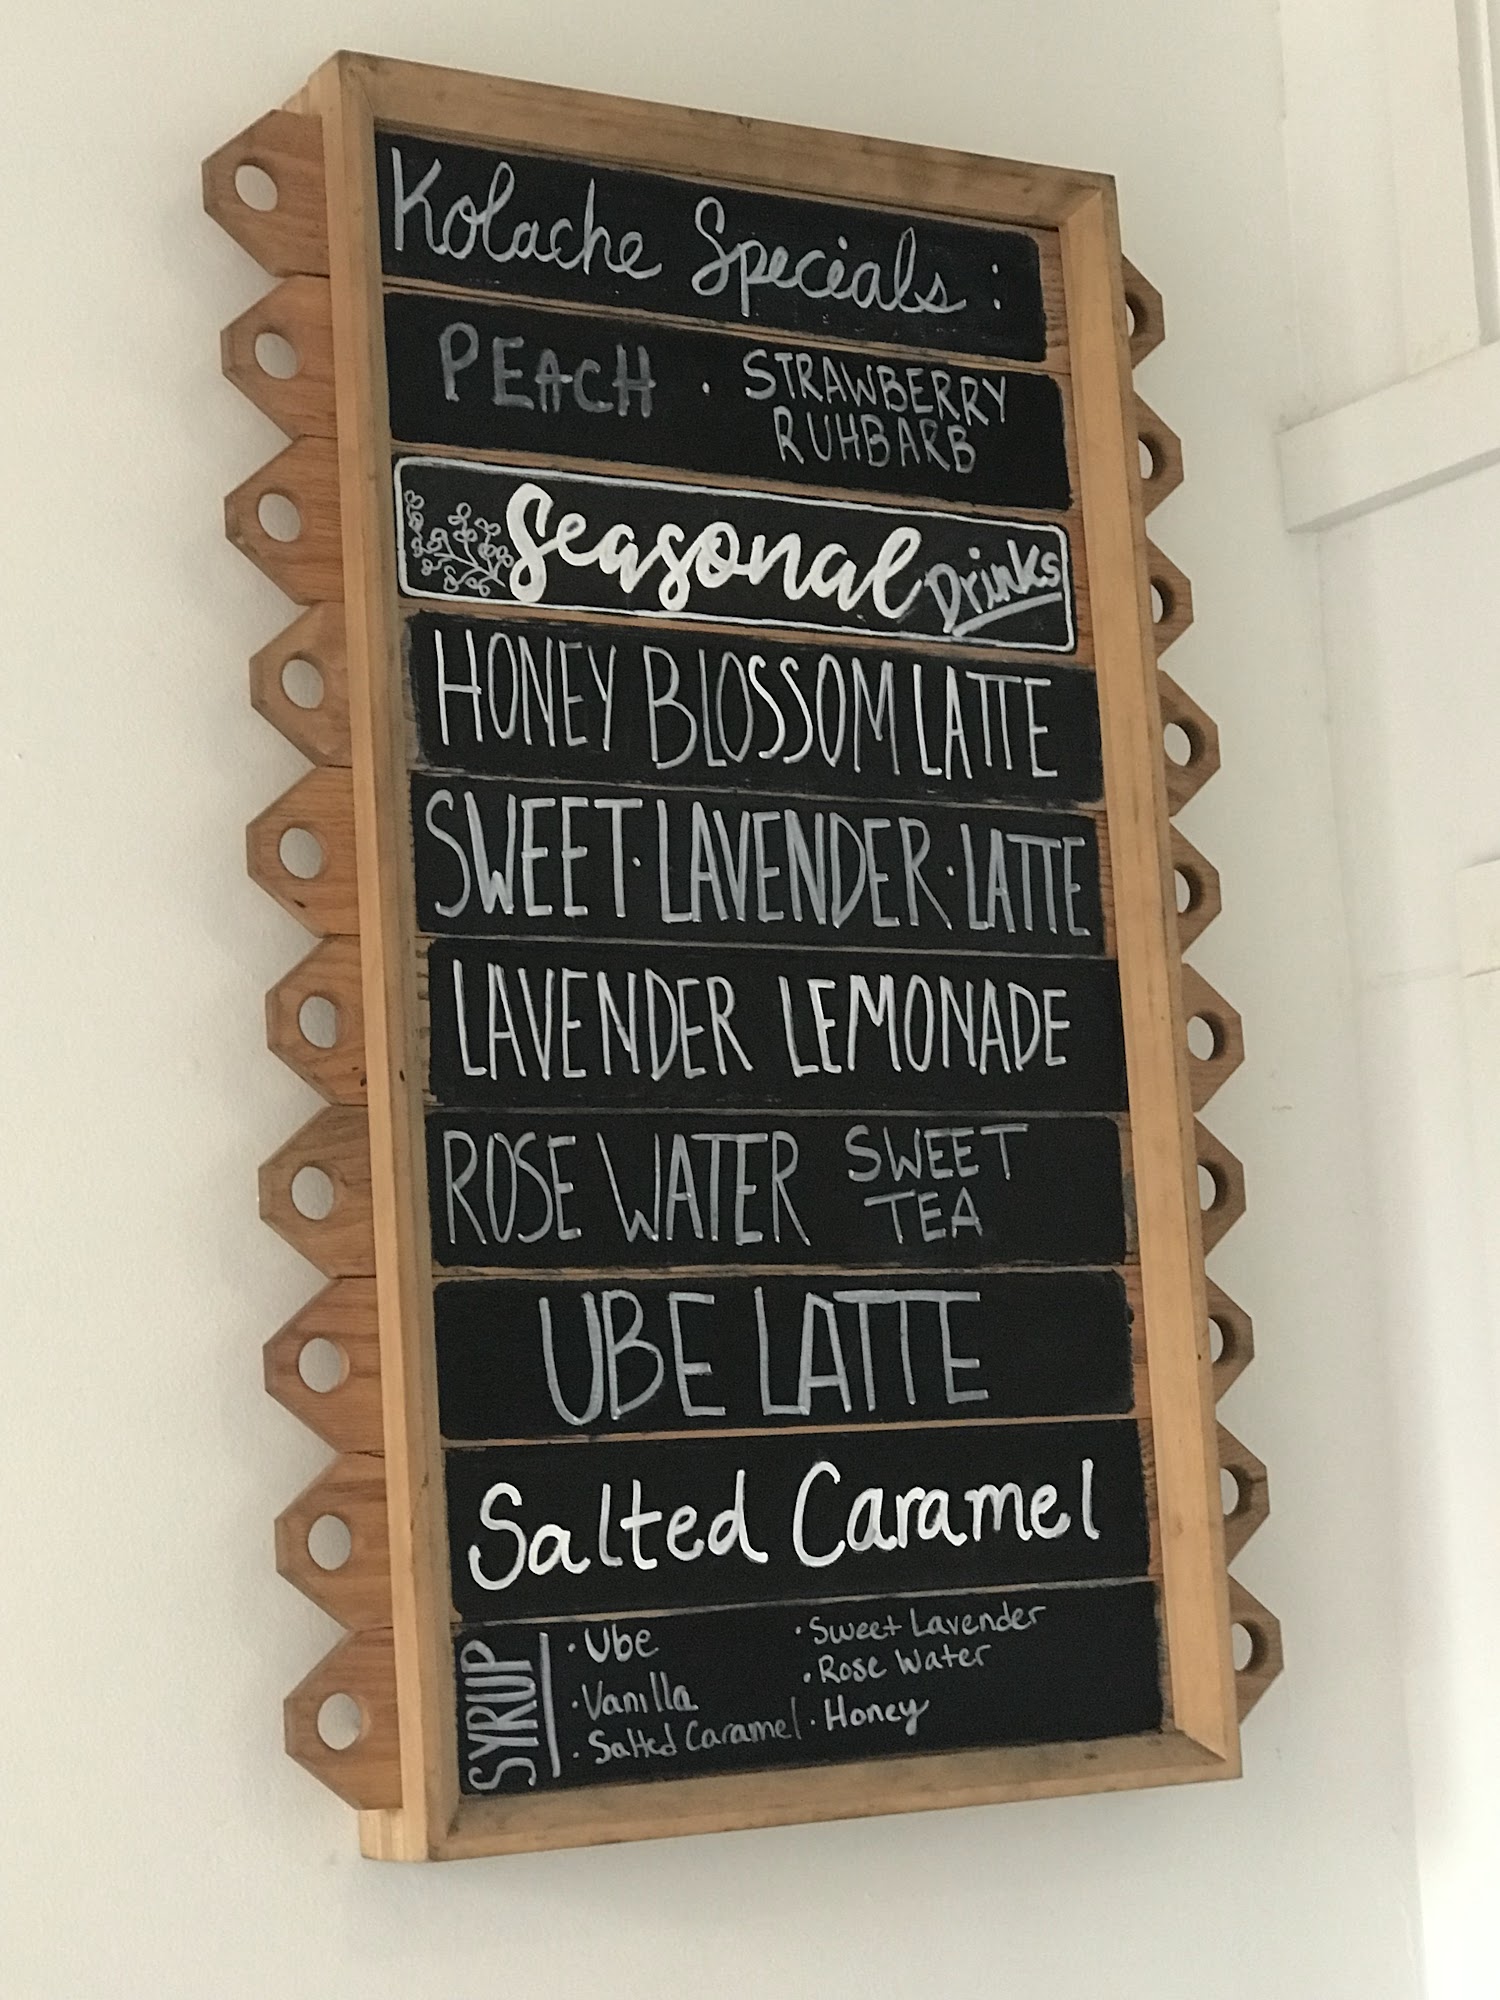 Kolache Specials:
PEACH · STRAWBERRY
RUHBARB
Seasonal Drinks
HONEY BLOSSOM LATTE
SWEET · LAVENDER · LATTE
LAVENDER LEMONADE
ROSE WATER SWEET
TEA
UBE LATTE
Salted Caramel
SYRUP
· Ube
· Vanilla
· Salted Caramel
· Sweet Lavender
· Rose Water
· Honey